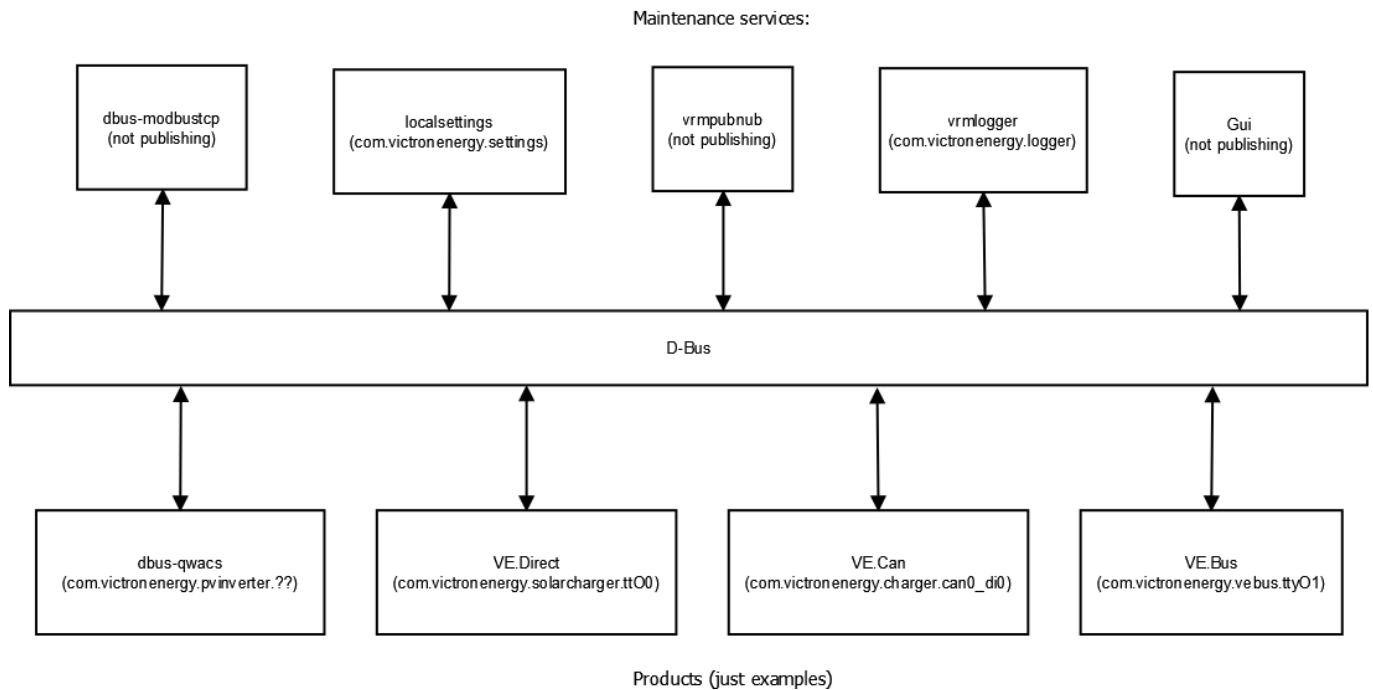 Maintenance services:
dbus-modbustcp
(not publishing)
localsettings
(com.victronenergy.settings)
vrmpubnub
(not publishing)
vrmlogger
(com.victronenergy.logger)
Gui
(not publishing)
D-Bus
dbus-qwacs
(com.victronenergy.pvinverter.??)
VE.Direct
(com.victronenergy.solarcharger.ttO0)
VE.Can
(com.victronenergy.charger.can0_di0)
VE.Bus
(com.victronenergy.vebus.ttyO1)
Products (just examples)